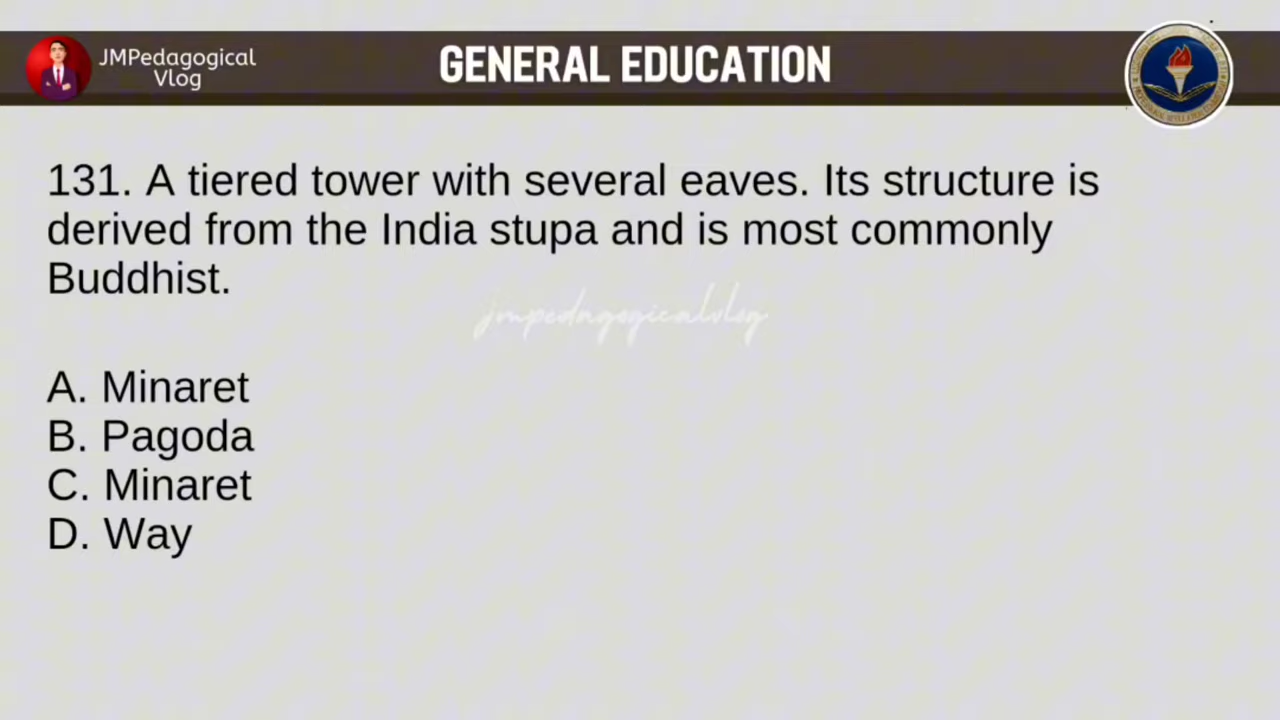 JMPedagogical
Vlog
GENERAL EDUCATION
131. A tiered tower with several eaves. Its structure is
derived from the India stupa and is most commonly
Buddhist.
jmpedagogicalvlog
A. Minaret
B. Pagoda
C. Minaret
D. Way